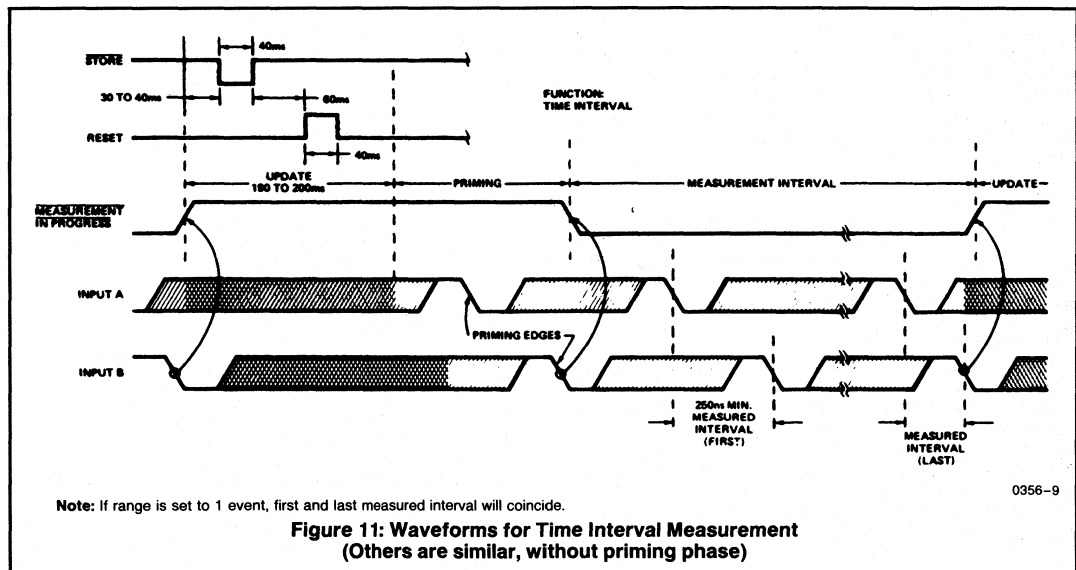 40ms
STORE
30 TO 40ms
60ms
FUNCTION:
TIME INTERVAL
RESET
40ms
UPDATE
190 TO 200ms
PRIMING
MEASUREMENT INTERVAL
UPDATE
MEASUREMENT
IN PROGRESS
INPUT A
PRIMING EDGES
INPUT B
250ns MIN.
MEASURED
INTERVAL
(FIRST)
MEASURED
INTERVAL
(LAST)
0356-9
Note: If range is set to 1 event, first and last measured interval will coincide.
Figure 11: Waveforms for Time Interval Measurement
(Others are similar, without priming phase)